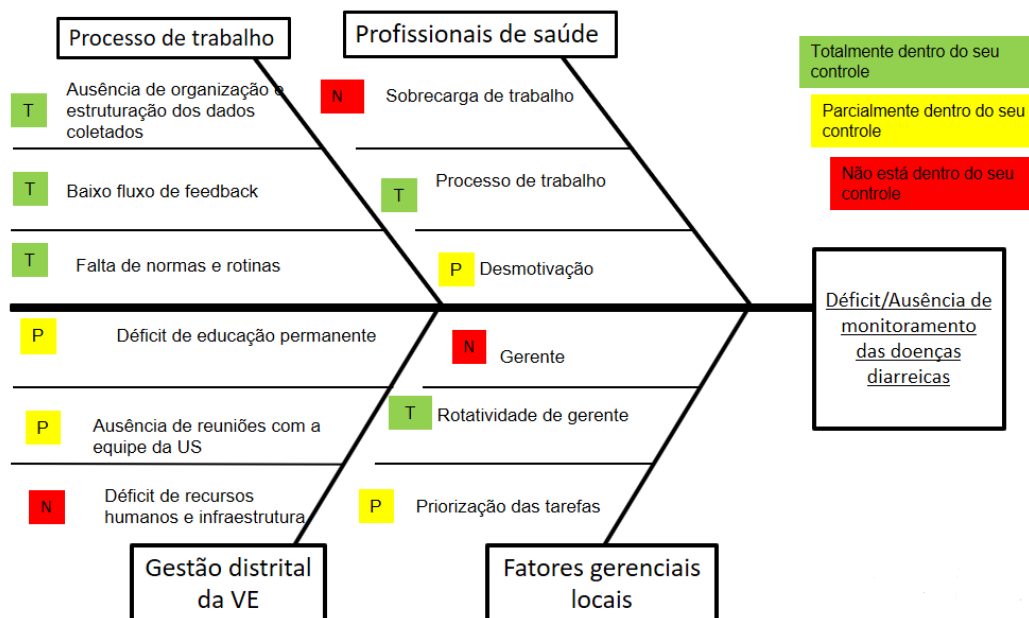 Processo de trabalho
T
Ausência de organização e
estruturação dos dados
coletados
T
Baixo fluxo de feedback
T
Falta de normas e rotinas
Profissionais de saúde
N
Sobrecarga de trabalho
T
Processo de trabalho
P
Desmotivação
Totalmente dentro do seu
controle
Parcialmente dentro do seu
controle
Não está dentro do seu
controle
Déficit/Ausência de
monitoramento
das doenças
diarreicas
P
Déficit de educação permanente
P
Ausência de reuniões com a
equipe da US
N
Déficit de recursos
humanos e infraestrutura
Gestão distrital
da VE
N
Gerente
T
Rotatividade de gerente
P
Priorização das tarefas
Fatores gerenciais
locais